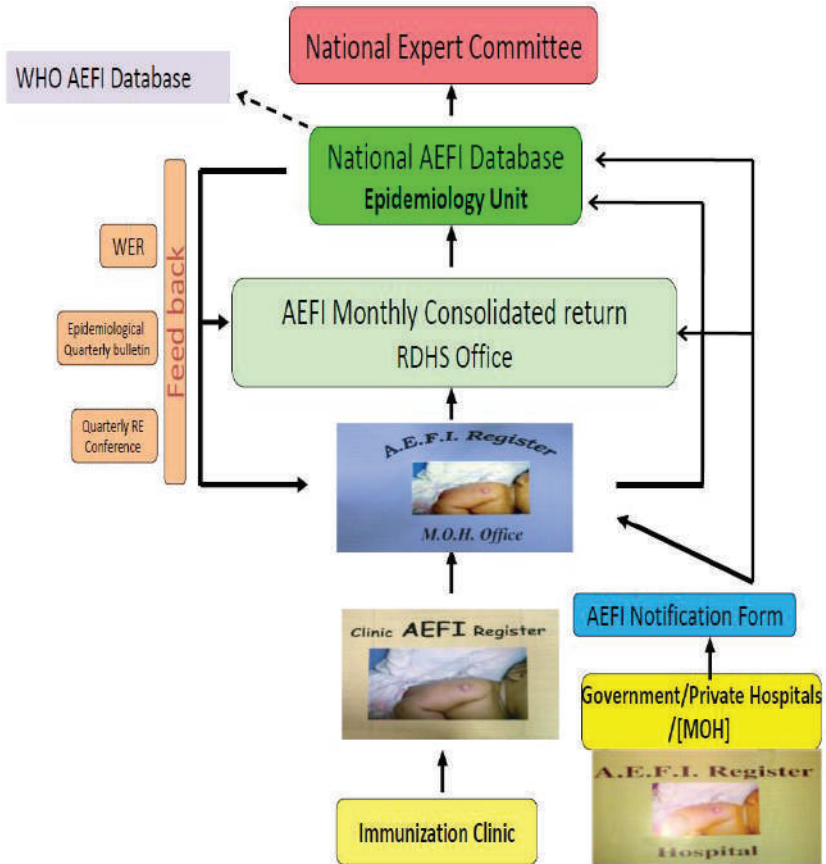 National Expert Committee
WHO AEFI Database
National AEFI Database
Epidemiology Unit
WER
Epidemiological
Quarterly bulletin
Quarterly RE
Conference
Feed back
AEFI Monthly Consolidated return
RDHS Office
A.E.F.I. Register
M.O.H. Office
Clinic AEFI Register
AEFI Notification Form
Government/Private Hospitals
/[MOH]
A.E.F.I. Register
Hospital
Immunization Clinic